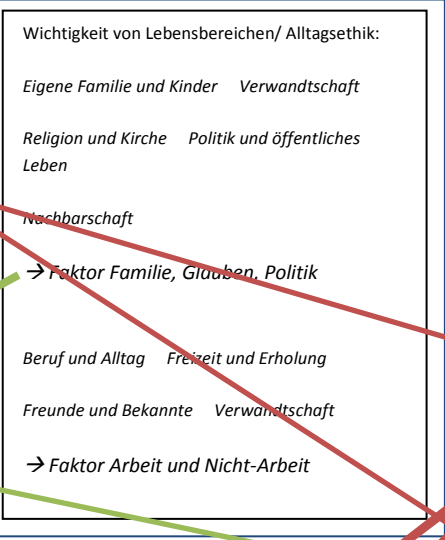 Wichtigkeit von Lebensbereichen/ Alltagsethik:
Eigene Familie und Kinder Verwandtschaft
Religion und Kirche Politik und öffentliches
Leben
Nachbarschaft
→ Faktor Familie, Glauben, Politik
Beruf und Alltag Freizeit und Erholung
Freunde und Bekannte Verwandtschaft
→ Faktor Arbeit und Nicht-Arbeit